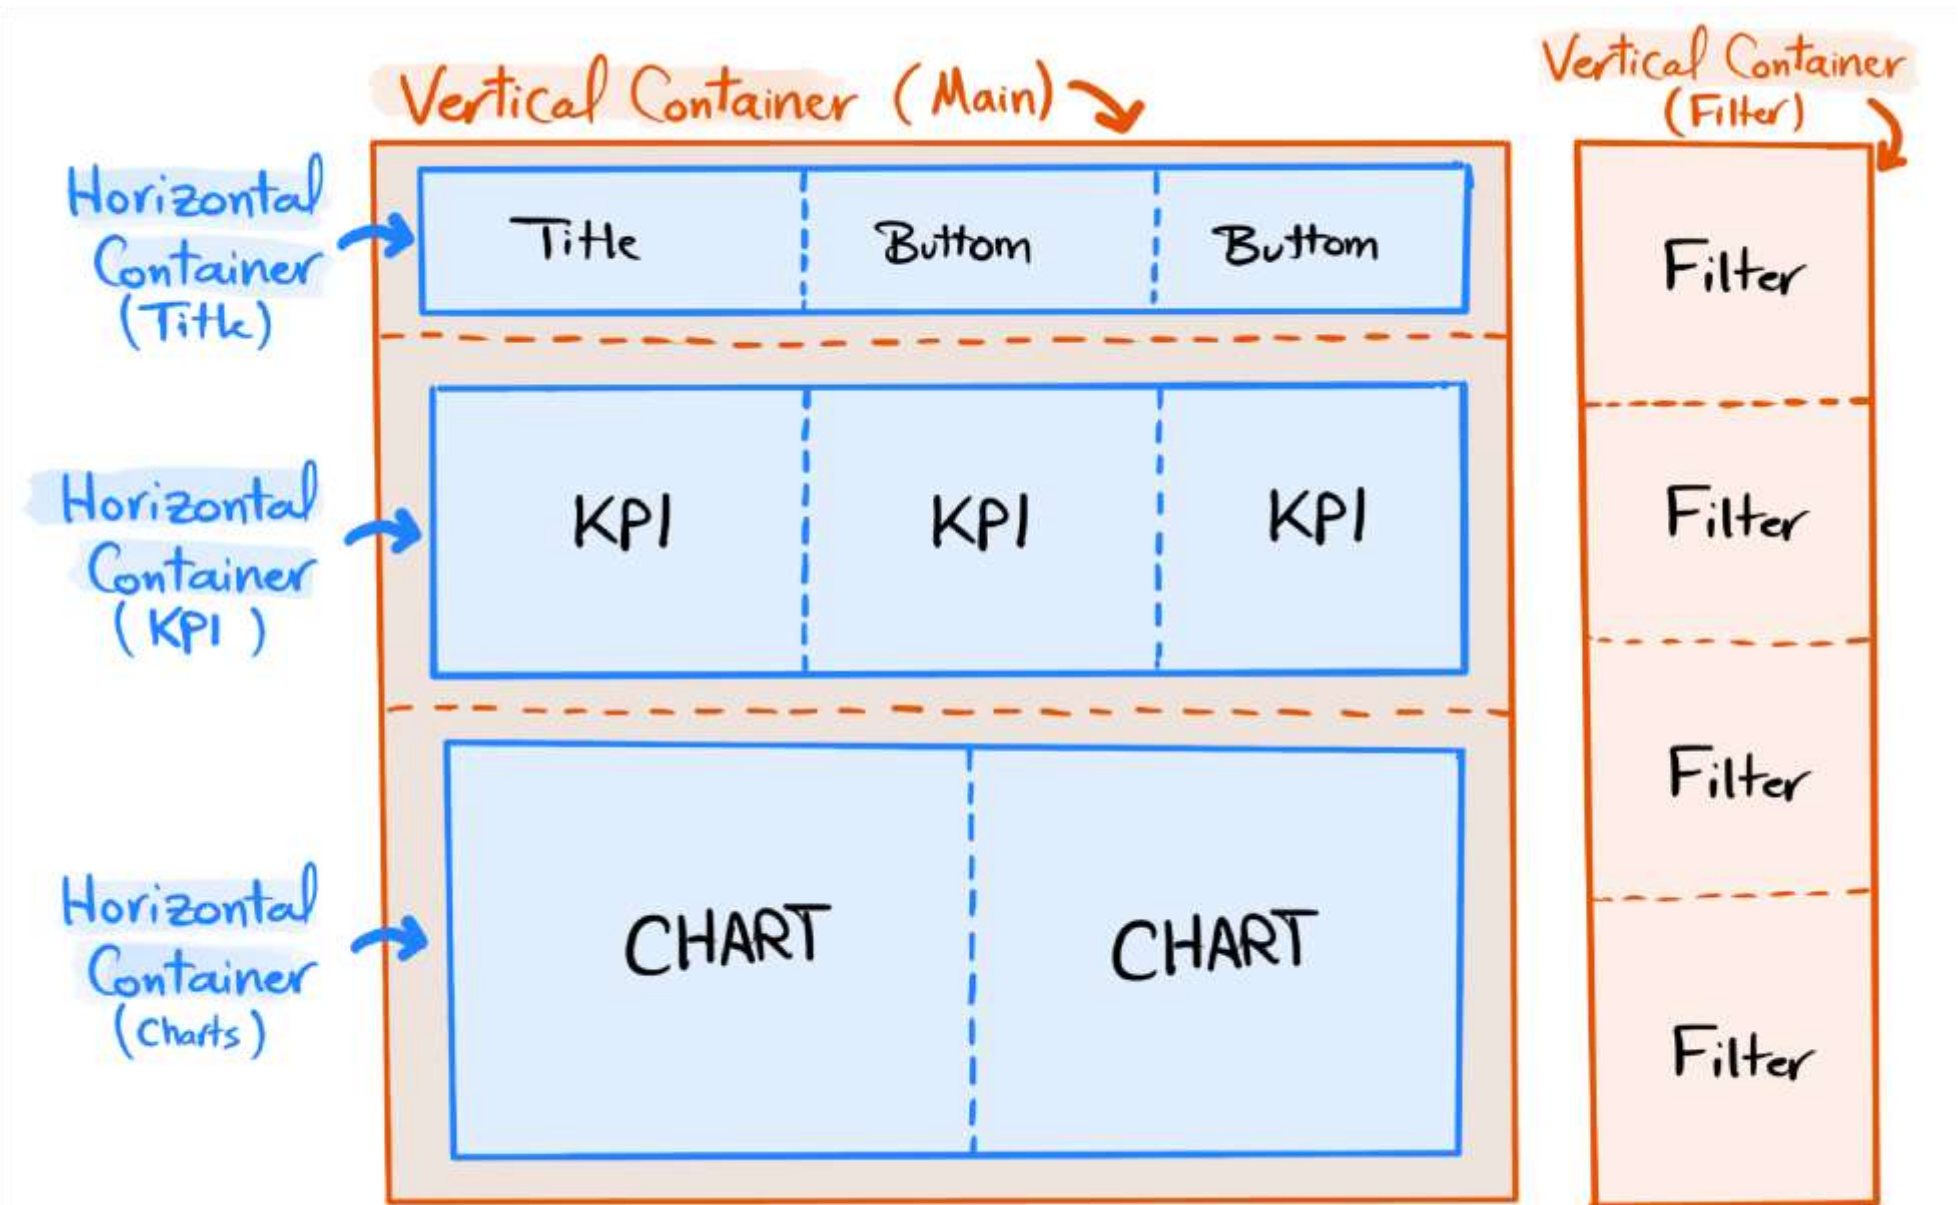 Vertical Container (Main)
Vertical Container
(Filter)
Horizontal
Container
(Title)
Title Buttom Buttom
Horizontal
Container
(KPI)
KPI KPI KPI
Horizontal
Container
(Charts)
CHART CHART
Filter
Filter
Filter
Filter